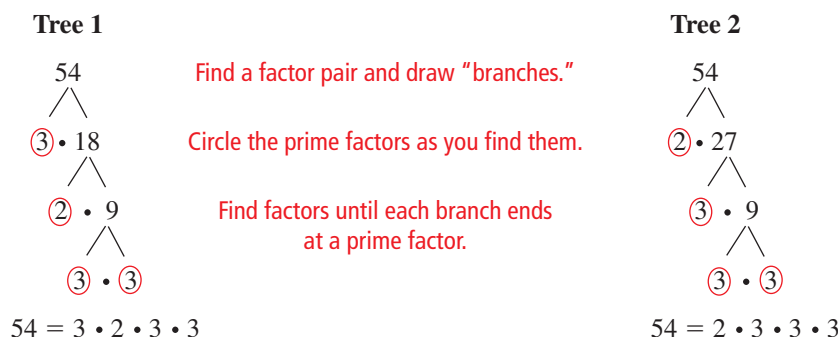 Tree 1
Tree 2
54
Find a factor pair and draw “branches.”
54
3 • 18
Circle the prime factors as you find them.
2 • 27
2 • 9
Find factors until each branch ends
at a prime factor.
3 • 9
3 • 3
3 • 3
54 = 3 • 2 • 3 • 3
54 = 2 • 3 • 3 • 3